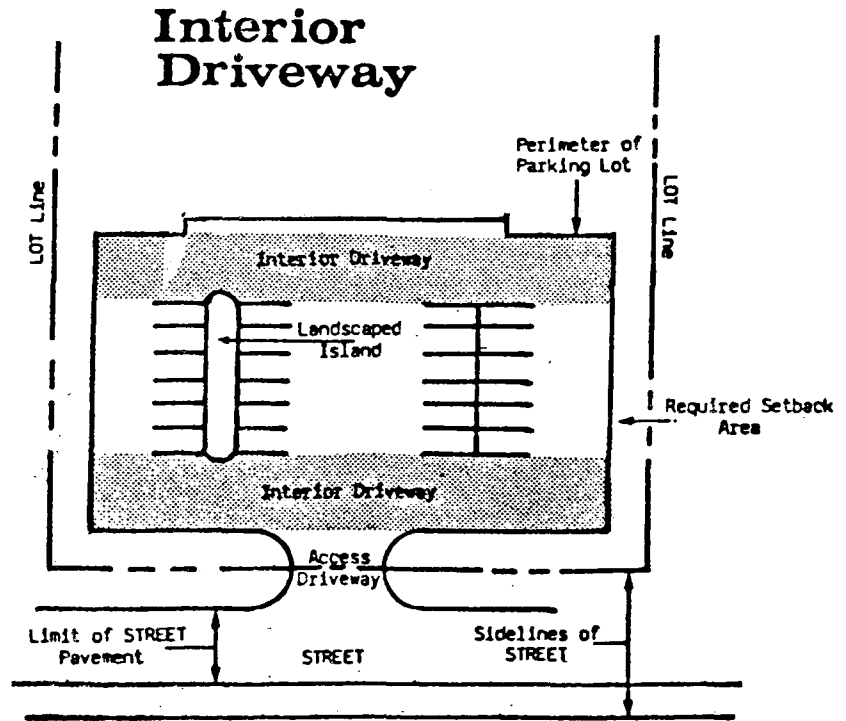 Interior
Driveway
Perimeter of
Parking Lot
LOT Line
LOT Line
Interior Driveway
Landscaped
Island
Required Setback
Area
Interior Driveway
Access
Driveway
Limit of STREET
Pavement
STREET
Sidelines of
STREET